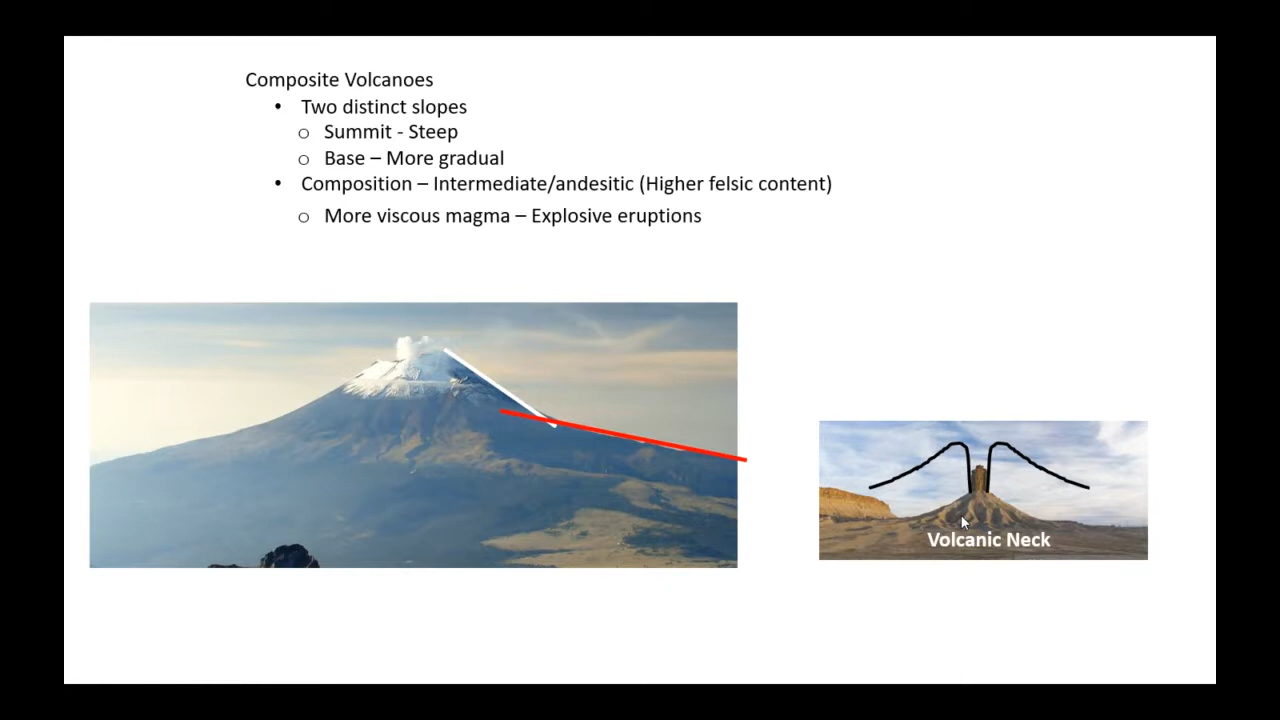 Composite Volcanoes
• Two distinct slopes
o Summit - Steep
o Base – More gradual
• Composition – Intermediate/andesitic (Higher felsic content)
o More viscous magma – Explosive eruptions
Volcanic Neck